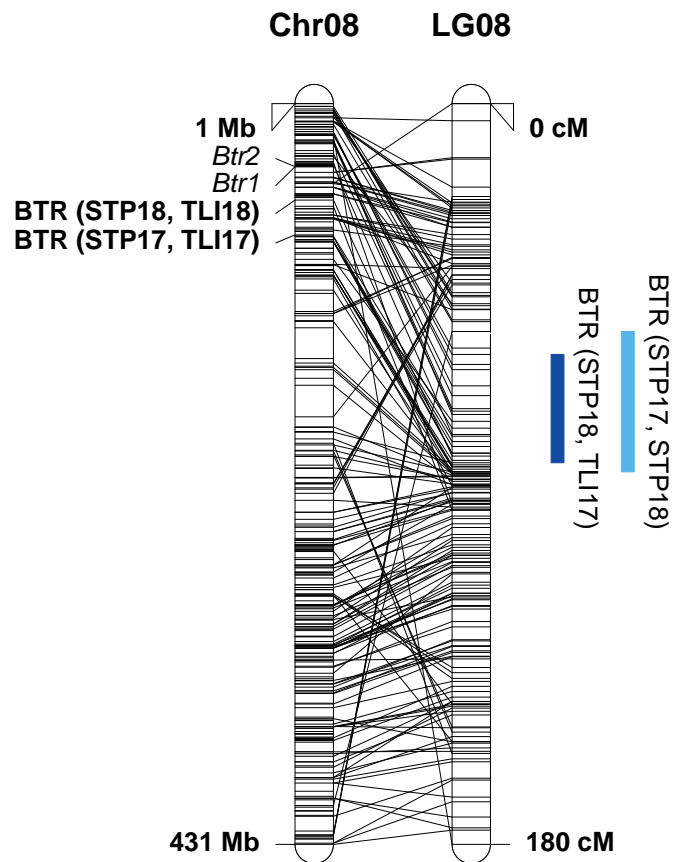 Chr08 LG08
1 Mb
0 cM
Btr2
Btr1
BTR (STP18, TLI18)
BTR (STP17, TLI17)
BTR (STP18, TLI17)
BTR (STP17, STP18)
431 Mb
180 cM